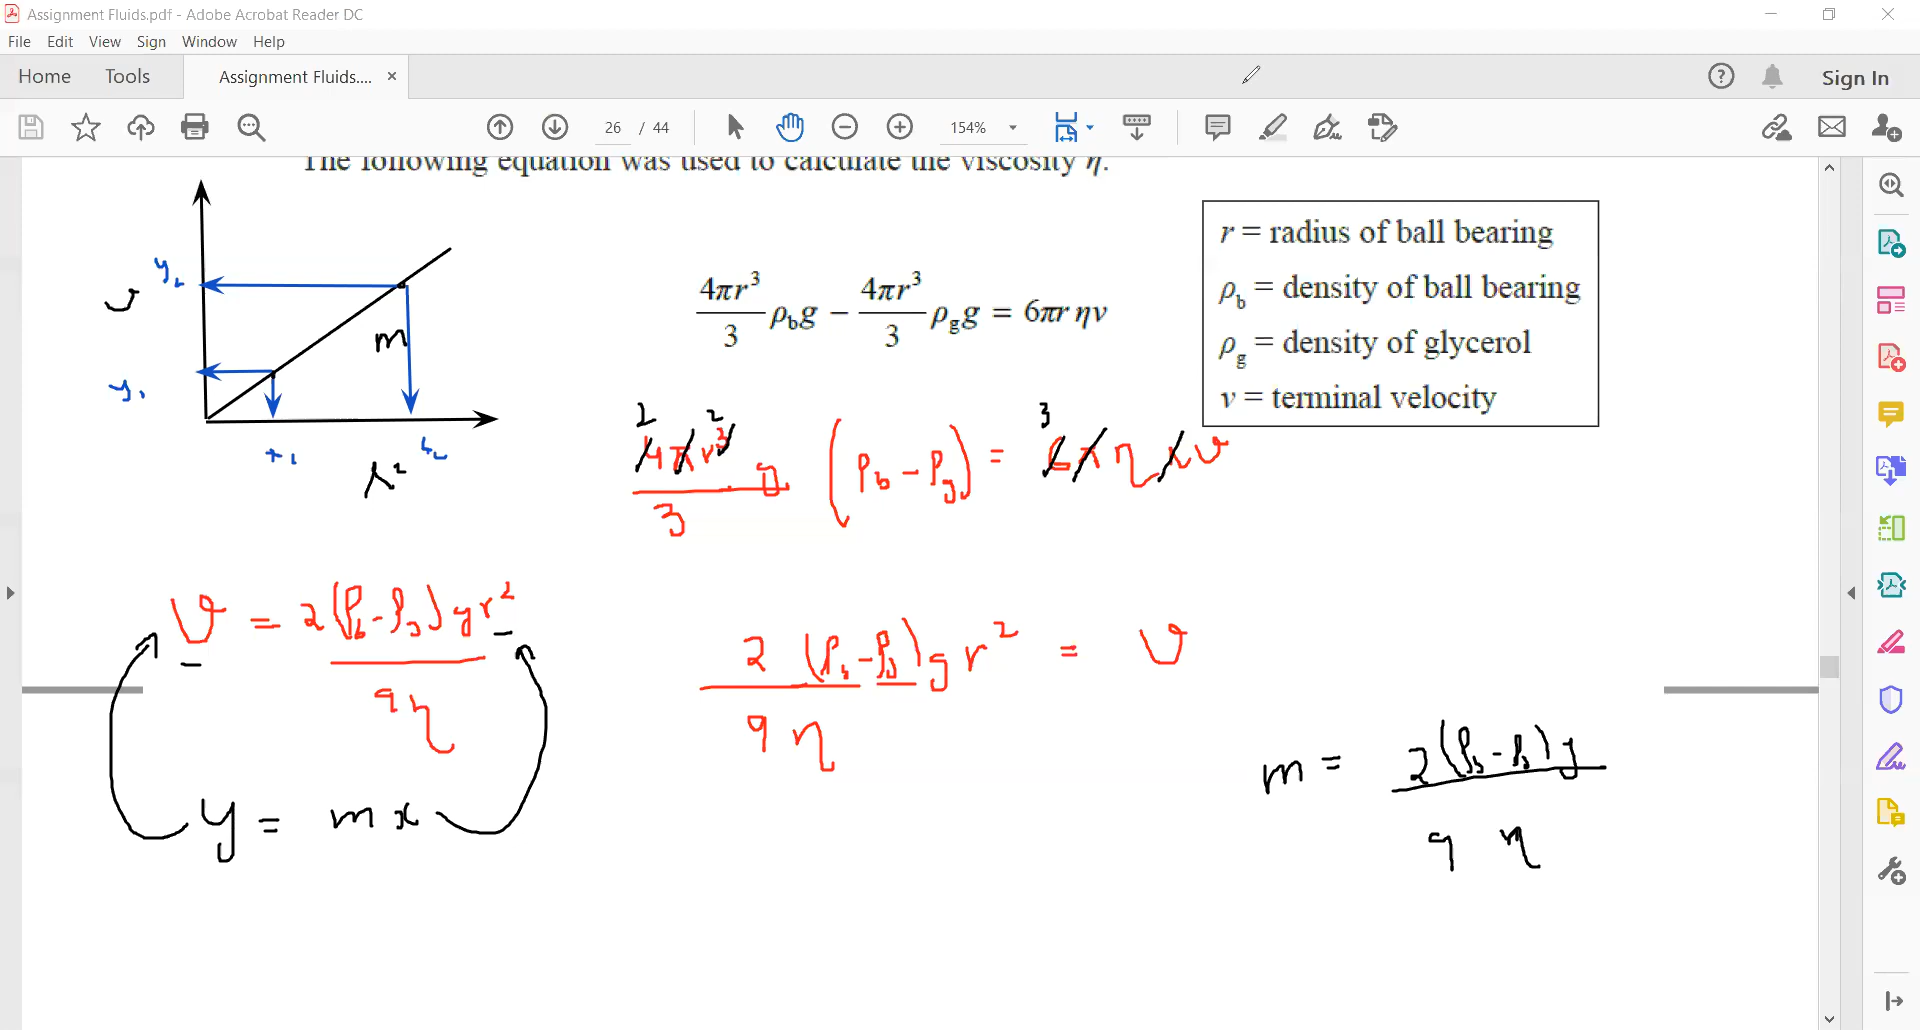 Assignment Fluids.pdf - Adobe Acrobat Reader DC
File Edit View Sign Window Help
Home Tools Assignment Fluids.... × Sign In
26 / 44 154%
The following equation was used to calculate the viscosity η.
4πr³/3 ρ_b g − 4πr³/3 ρ_g g = 6πr ηv
r = radius of ball bearing
ρ_b = density of ball bearing
ρ_g = density of glycerol
v = terminal velocity
y₂
v
m
y₁
x₁
r²
2 2 3
4πr³/3 g (ρ_b − ρ_g) = 6πηrv
v = 2(ρ_b − ρ_g)gr²/9η
2(ρ_b − ρ_g)gr²/9η = v
m = 2(ρ_b − ρ_g)g/9η
y = mx